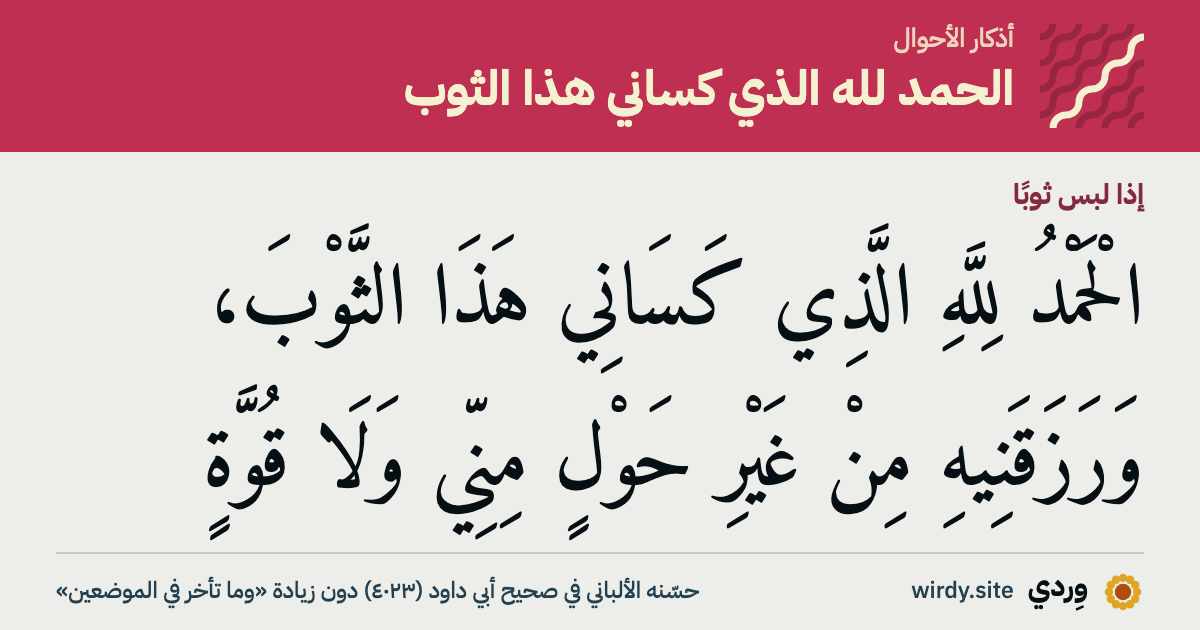 أذكار الأحوال
الحمد لله الذي كساني هذا الثوب
إذا لبس ثوبًا
الْحَمْدُ لِلَّهِ الَّذِي كَسَانِي هَذَا الثَّوْبَ،
وَرَزَقَنِيهِ مِنْ غَيْرِ حَوْلٍ مِنِّي وَلَا قُوَّةٍ
وِردي wirdy.site
حسّنه الألباني في صحيح أبي داود (٤٠٢٣) دون زيادة «وما تأخر في الموضعين»